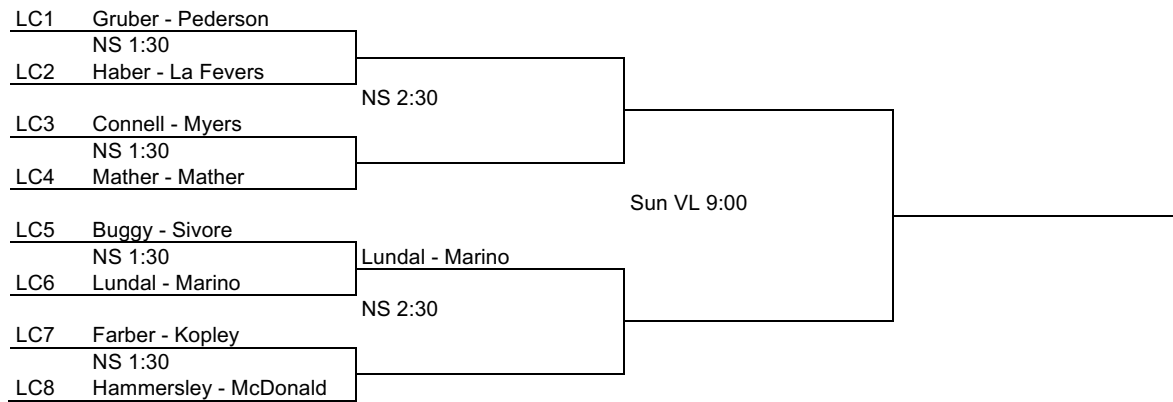 LC1 Gruber - Pederson
NS 1:30
LC2 Haber - La Fevers
NS 2:30
LC3 Connell - Myers
NS 1:30
LC4 Mather - Mather
Sun VL 9:00
LC5 Buggy - Sivore
NS 1:30 Lundal - Marino
LC6 Lundal - Marino
NS 2:30
LC7 Farber - Kopley
NS 1:30
LC8 Hammersley - McDonald